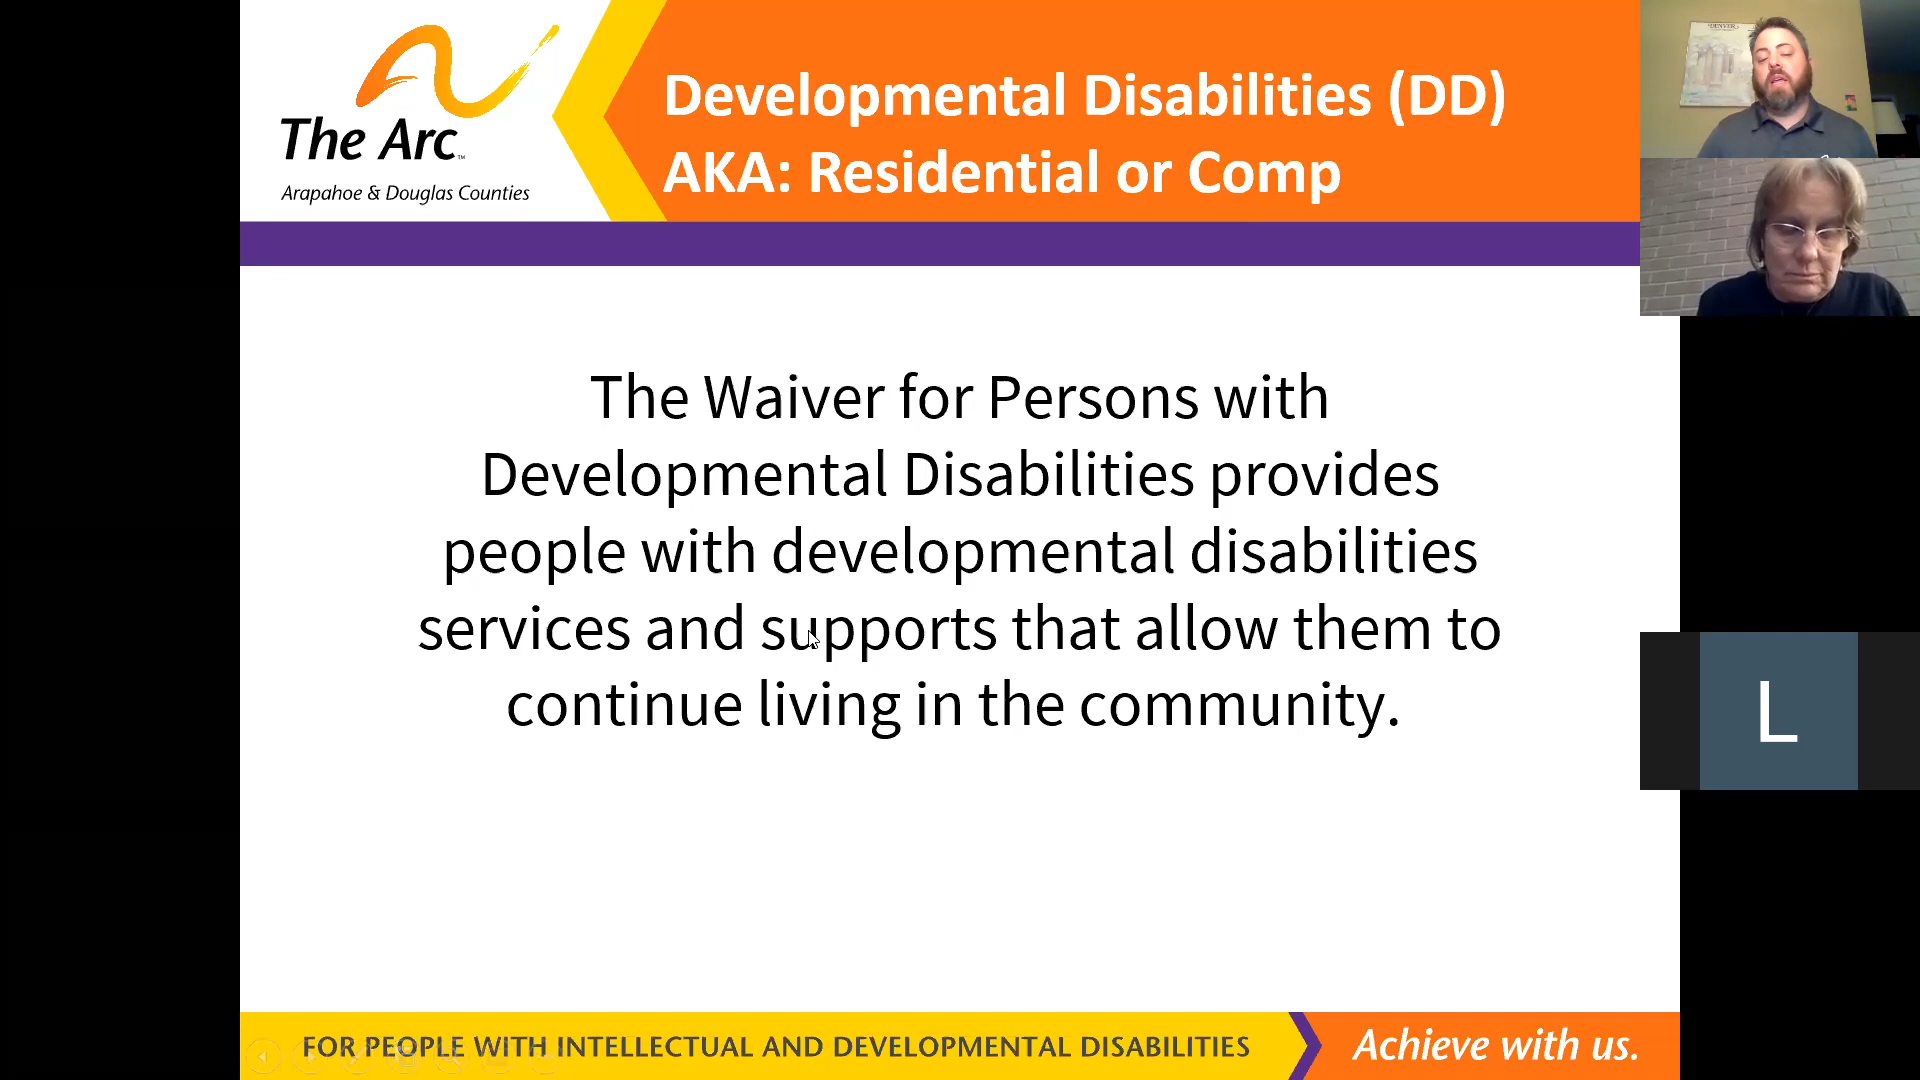 The Arc™
Arapahoe & Douglas Counties
Developmental Disabilities (DD)
AKA: Residential or Comp
DENVER
The Waiver for Persons with
Developmental Disabilities provides
people with developmental disabilities
services and supports that allow them to
continue living in the community.
L
FOR PEOPLE WITH INTELLECTUAL AND DEVELOPMENTAL DISABILITIES
Achieve with us.